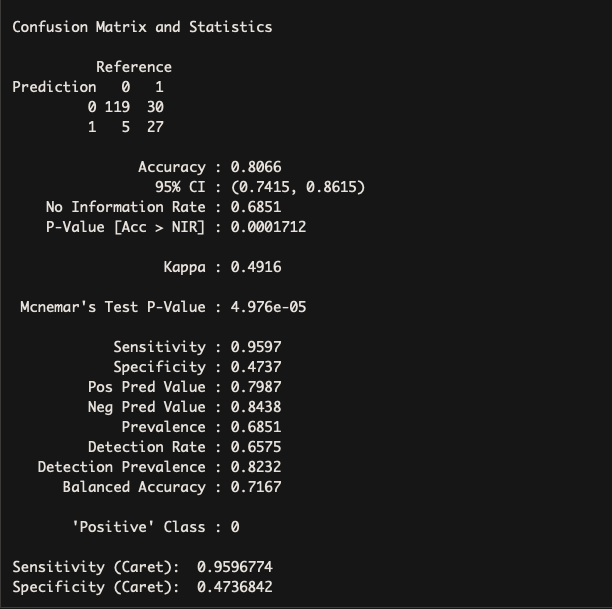 Confusion Matrix and Statistics
Reference
Prediction 0 1
0 119 30
1 5 27
Accuracy : 0.8066
95% CI : (0.7415, 0.8615)
No Information Rate : 0.6851
P-Value [Acc > NIR] : 0.0001712
Kappa : 0.4916
Mcnemar's Test P-Value : 4.976e-05
Sensitivity : 0.9597
Specificity : 0.4737
Pos Pred Value : 0.7987
Neg Pred Value : 0.8438
Prevalence : 0.6851
Detection Rate : 0.6575
Detection Prevalence : 0.8232
Balanced Accuracy : 0.7167
'Positive' Class : 0
Sensitivity (Caret): 0.9596774
Specificity (Caret): 0.4736842